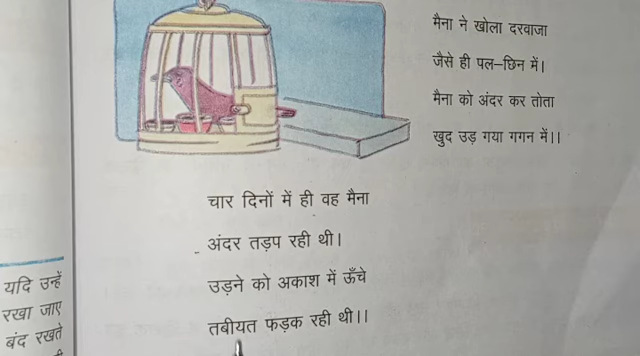 मैना ने खोला दरवाजा
जैसे ही पल–छिन में।
मैना को अंदर कर तोता
खुद उड़ गया गगन में।।
चार दिनों में ही वह मैना
अंदर तड़प रही थी।
उड़ने को अकाश में ऊँचे
तबीयत फड़क रही थी।।
यदि उन्हें
रखा जाए
बंद रखते